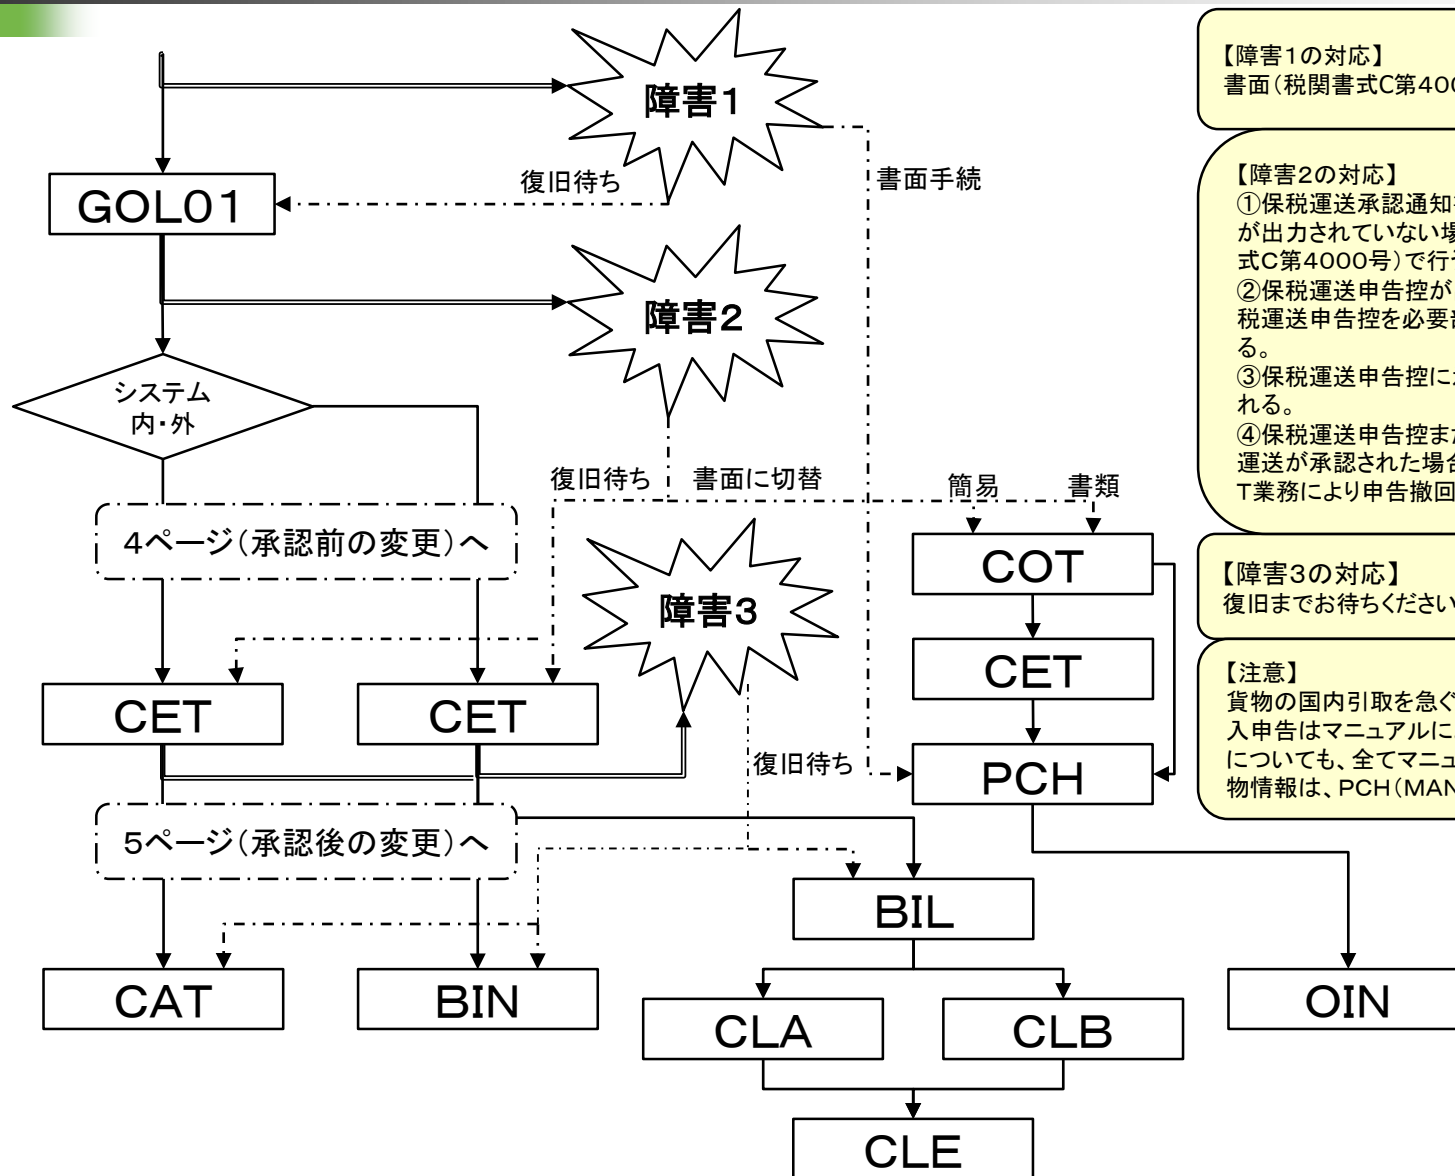 障害1
復旧待ち
書面手続
GOL01
障害2
システム
内・外
復旧待ち
書面に切替
簡易
書類
4ページ(承認前の変更)へ
障害3
COT
CET
CET
CET
復旧待ち
PCH
5ページ(承認後の変更)へ
BIL
CAT
BIN
CLA
CLB
OIN
CLE
【障害1の対応】
書面(税関書式C第400
【障害2の対応】
①保税運送承認通知
が出力されていない場
式C第4000号)で行
②保税運送申告控が
税運送申告控を必要
る。
③保税運送申告控に
れる。
④保税運送申告控ま
運送が承認された場合
T業務により申告撤回
【障害3の対応】
復旧までお待ちください
【注意】
貨物の国内引取を急ぐ
入申告はマニュアルに
についても、全てマニュ
物情報は、PCH(MAN